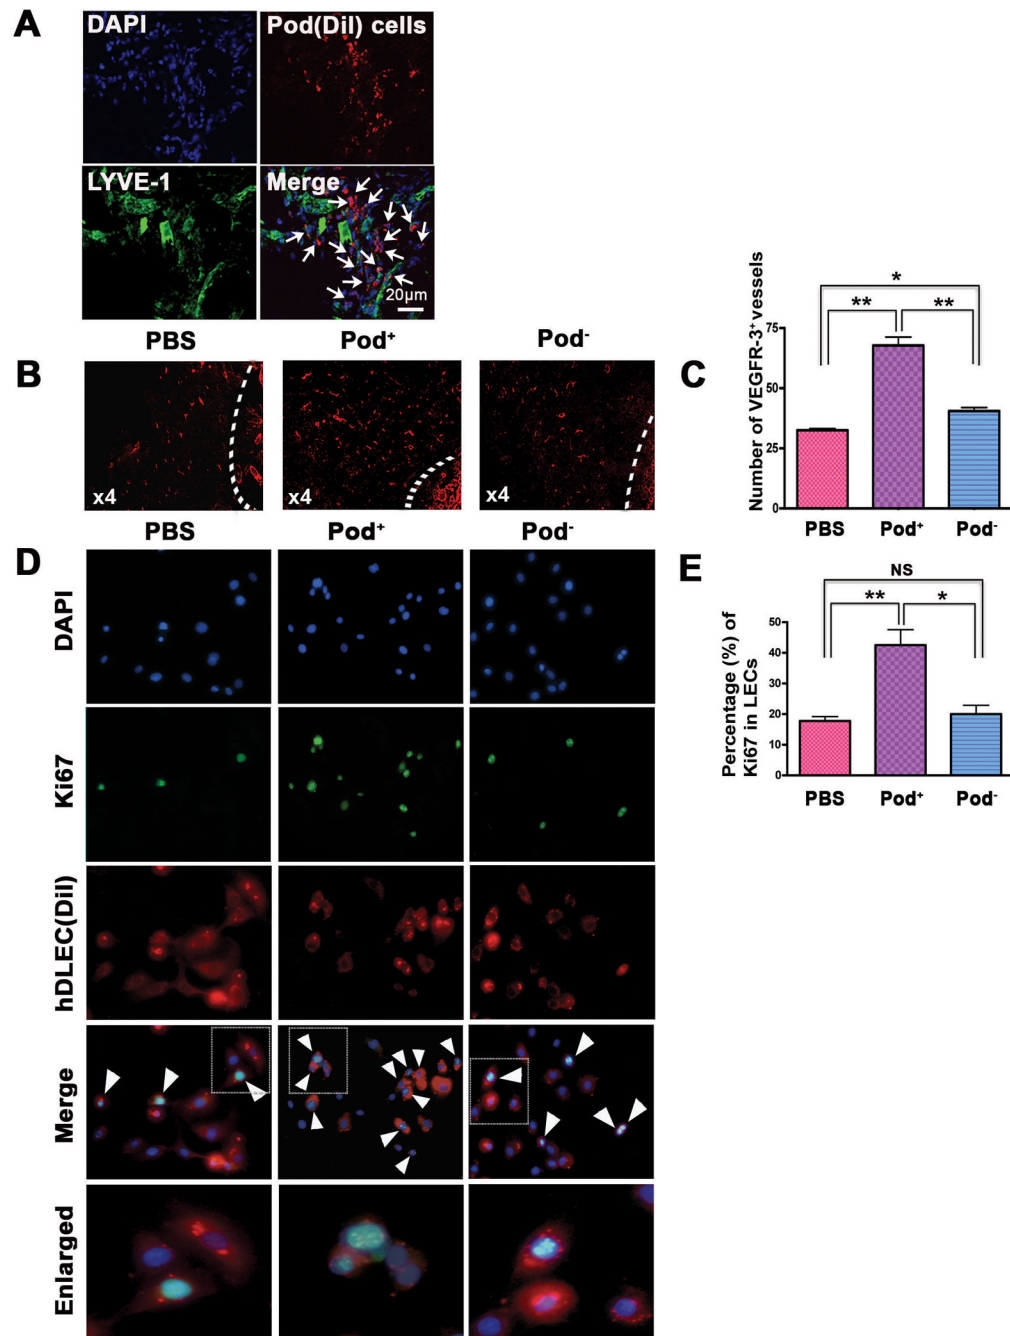 A
DAPI
Pod(DiI) cells
LYVE-1
Merge
20µm
B
PBS
Pod⁺
Pod⁻
x4
x4
x4
C
Number of VEGFR-3⁺ vessels
75
50
25
0
*
**
**
PBS
Pod⁺
Pod⁻
D
PBS
Pod⁺
Pod⁻
DAPI
Ki67
hDLEC(DiI)
Merge
Enlarged
E
Percentage (%) of
Ki67 in LECs
50
40
30
20
10
0
NS
**
*
PBS
Pod⁺
Pod⁻